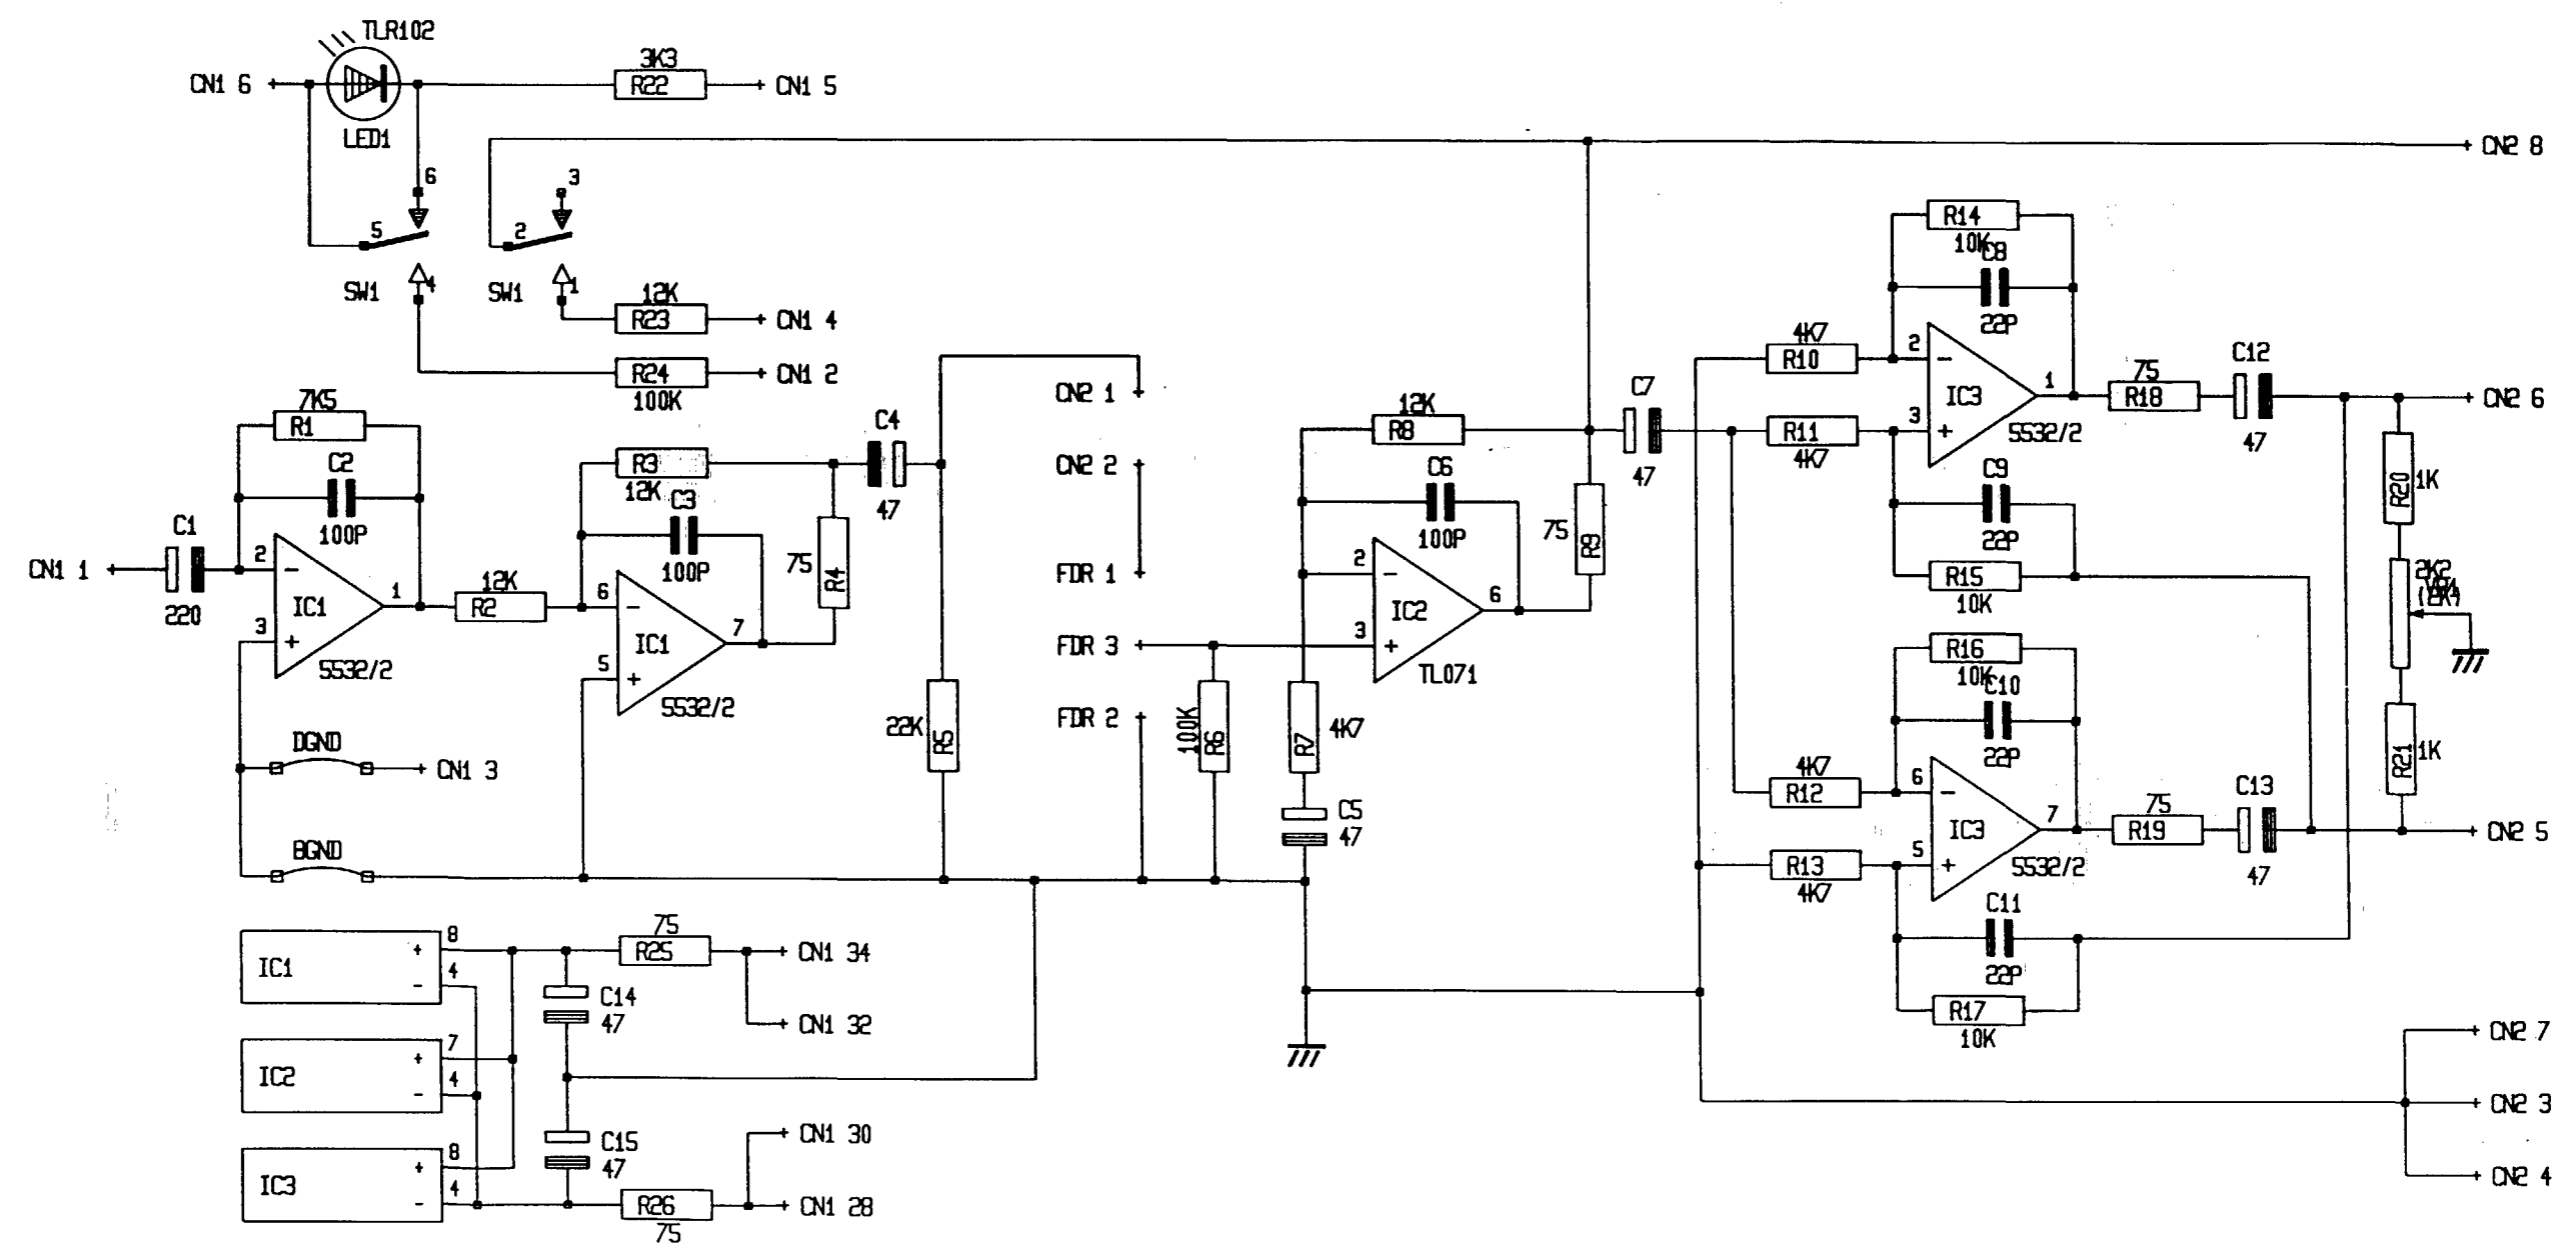 TLR102
CN1 6
LED1
3K3
R22
CN1 5
CN2 8
6
5
4
SW1
3
2
1
SW1
12K
R23
CN1 4
R24
100K
CN1 2
7K5
R1
C2
100P
C1
220
CN1 1
2
-
3
+
IC1
1
5532/2
12K
R2
R3
12K
C3
100P
6
-
5
+
IC1
7
5532/2
75
R4
C4
47
22K
R5
DGND
CN1 3
BGND
CN2 1
CN2 2
FDR 1
FDR 3
FDR 2
100K
R6
12K
R8
C6
100P
2
-
3
+
IC2
6
TL071
75
R9
R7
4K7
C5
47
C7
47
4K7
R10
R11
4K7
R14
10K
C8
22P
2
-
3
+
IC3
1
5532/2
75
R18
C12
47
CN2 6
C9
22P
R15
10K
R20
1K
2K2
R21
1K
R16
10K
C10
22P
4K7
R12
R13
4K7
6
-
5
+
IC3
7
5532/2
75
R19
C13
47
CN2 5
C11
22P
R17
10K
CN2 7
CN2 3
CN2 4
IC1
+
8
-
4
IC2
+
7
-
4
IC3
+
8
-
4
75
R25
CN1 34
CN1 32
C14
47
C15
47
CN1 30
R26
75
CN1 28